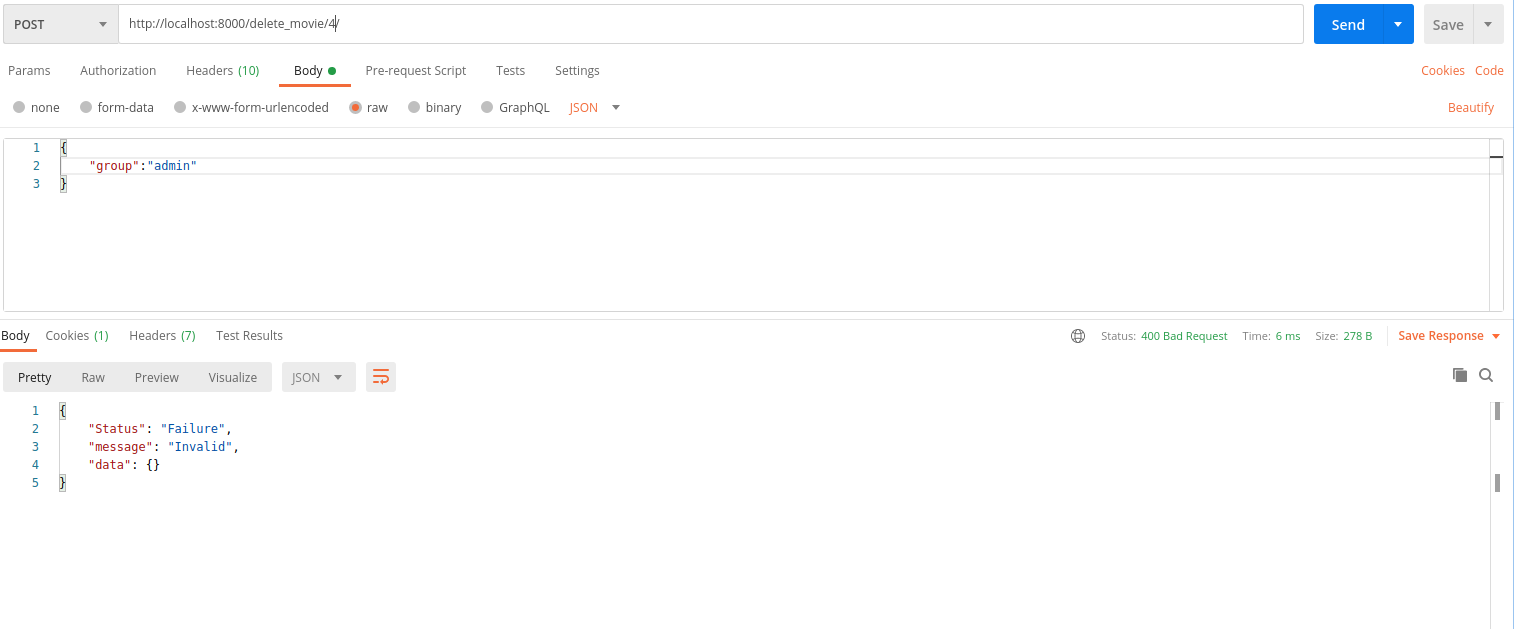 POST http://localhost:8000/delete_movie/4/ Send Save
Params Authorization Headers (10) Body Pre-request Script Tests Settings Cookies Code
none form-data x-www-form-urlencoded raw binary GraphQL JSON Beautify
1 {
2 "group":"admin"
3 }
Body Cookies (1) Headers (7) Test Results Status: 400 Bad Request Time: 6 ms Size: 278 B Save Response
Pretty Raw Preview Visualize JSON
1 {
2 "Status": "Failure",
3 "message": "Invalid",
4 "data": {}
5 }